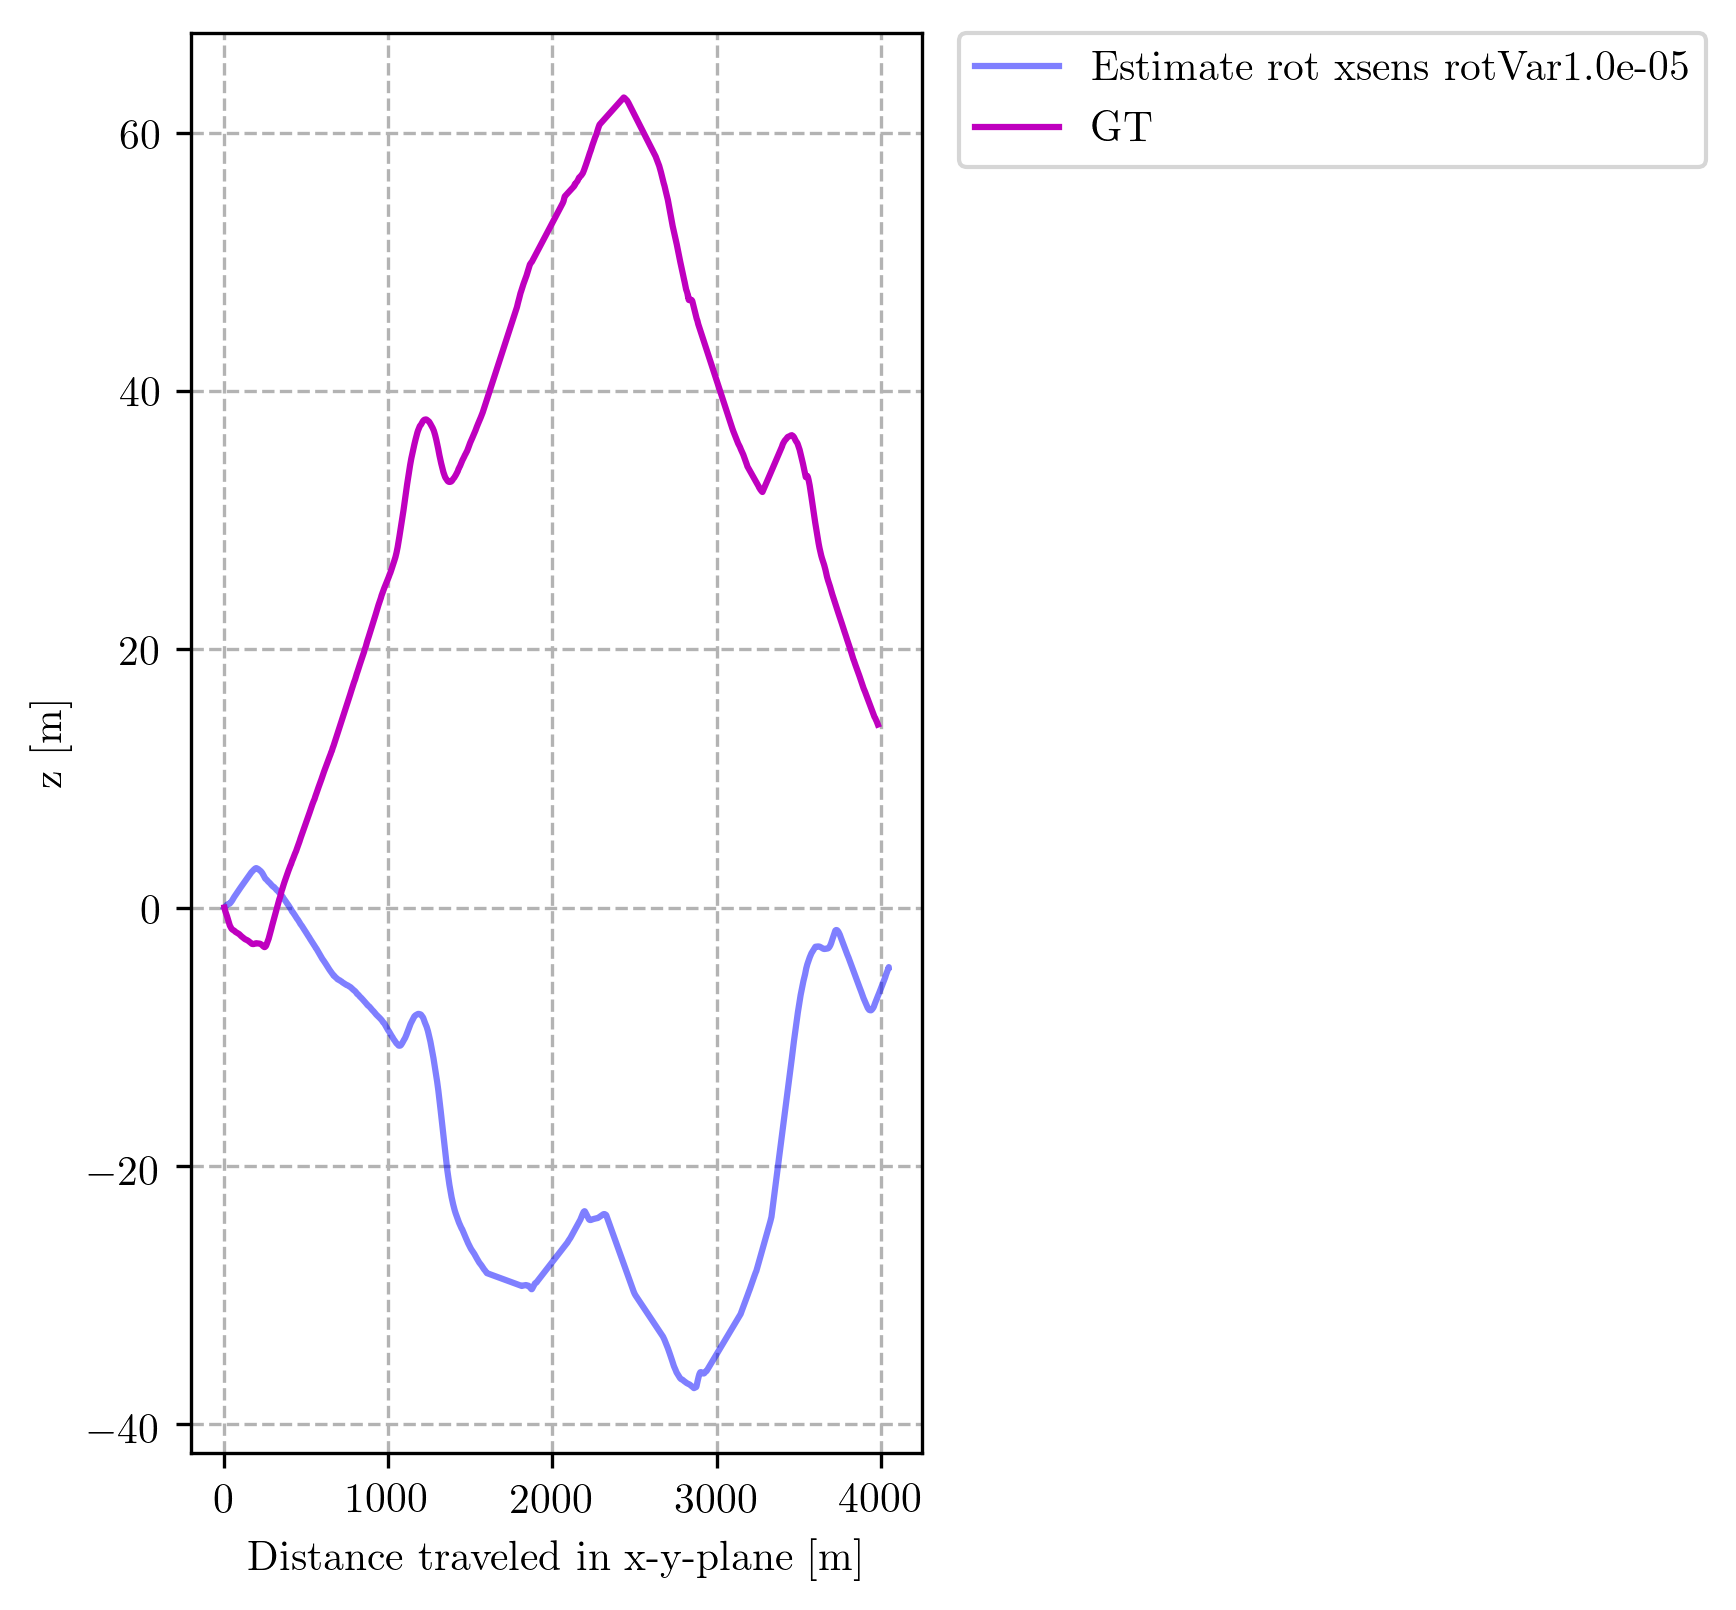 Estimate rot xsens rotVar1.0e-05
GT
60
40
20
0
−20
−40
z [m]
0 1000 2000 3000 4000
Distance traveled in x-y-plane [m]